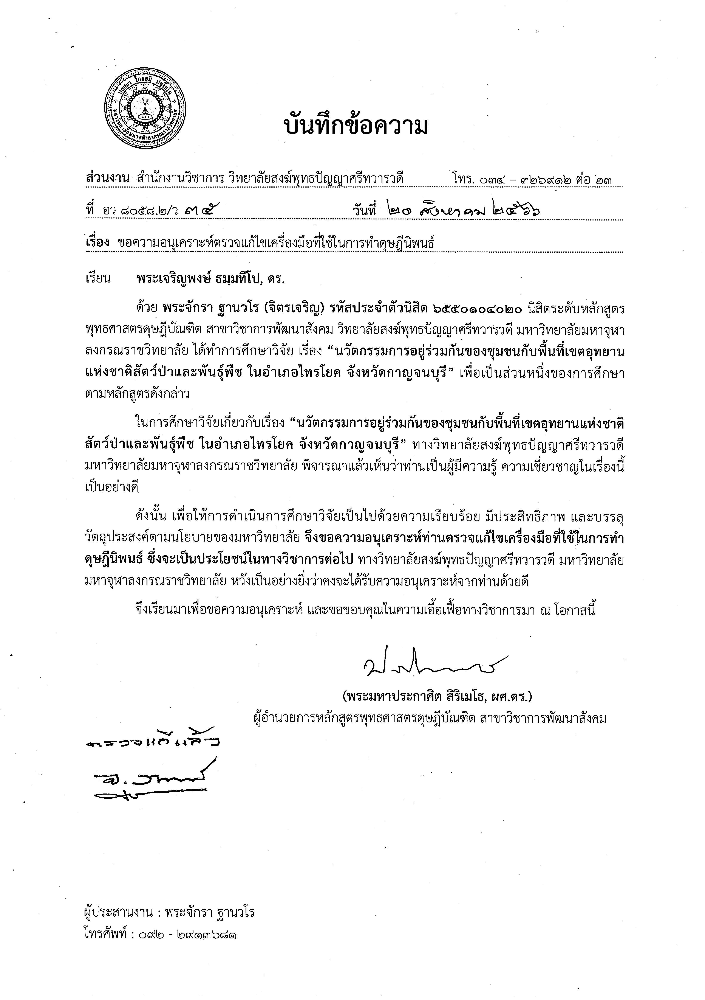 ปญฺญา โลกสฺมิ ปชฺโชโต
มหาวิทยาลัยมหาจุฬาลงกรณราชวิทยาลัย
บันทึกข้อความ
ส่วนงาน สำนักงานวิชาการ วิทยาลัยสงฆ์พุทธปัญญาศรีทวารวดี โทร. ๐๓๔ – ๓๒๖๙๑๒ ต่อ ๒๓
ที่ อว ๘๐๕๘.๒/ว ๓๕ วันที่ ๒๐ สิงหาคม ๒๕๖๖
เรื่อง ขอความอนุเคราะห์ตรวจแก้ไขเครื่องมือที่ใช้ในการทำดุษฎีนิพนธ์
เรียน พระเจริญพงษ์ ธมฺมทีโป, ดร.
ด้วย พระจักรา ฐานวโร (จิตรเจริญ) รหัสประจำตัวนิสิต ๖๕๕๐๑๐๔๐๒๐ นิสิตระดับหลักสูตร
พุทธศาสตรดุษฎีบัณฑิต สาขาวิชาการพัฒนาสังคม วิทยาลัยสงฆ์พุทธปัญญาศรีทวารวดี มหาวิทยาลัยมหาจุฬา
ลงกรณราชวิทยาลัย ได้ทำการศึกษาวิจัย เรื่อง “นวัตกรรมการอยู่ร่วมกันของชุมชนกับพื้นที่เขตอุทยาน
แห่งชาติสัตว์ป่าและพันธุ์พืช ในอำเภอไทรโยค จังหวัดกาญจนบุรี” เพื่อเป็นส่วนหนึ่งของการศึกษา
ตามหลักสูตรดังกล่าว
ในการศึกษาวิจัยเกี่ยวกับเรื่อง “นวัตกรรมการอยู่ร่วมกันของชุมชนกับพื้นที่เขตอุทยานแห่งชาติ
สัตว์ป่าและพันธุ์พืช ในอำเภอไทรโยค จังหวัดกาญจนบุรี” ทางวิทยาลัยสงฆ์พุทธปัญญาศรีทวารวดี
มหาวิทยาลัยมหาจุฬาลงกรณราชวิทยาลัย พิจารณาแล้วเห็นว่าท่านเป็นผู้มีความรู้ ความเชี่ยวชาญในเรื่องนี้
เป็นอย่างดี
ดังนั้น เพื่อให้การดำเนินการศึกษาวิจัยเป็นไปด้วยความเรียบร้อย มีประสิทธิภาพ และบรรลุ
วัตถุประสงค์ตามนโยบายของมหาวิทยาลัย จึงขอความอนุเคราะห์ท่านตรวจแก้ไขเครื่องมือที่ใช้ในการทำ
ดุษฎีนิพนธ์ ซึ่งจะเป็นประโยชน์ในทางวิชาการต่อไป ทางวิทยาลัยสงฆ์พุทธปัญญาศรีทวารวดี มหาวิทยาลัย
มหาจุฬาลงกรณราชวิทยาลัย หวังเป็นอย่างยิ่งว่าคงจะได้รับความอนุเคราะห์จากท่านด้วยดี
จึงเรียนมาเพื่อขอความอนุเคราะห์ และขอขอบคุณในความเอื้อเฟื้อทางวิชาการมา ณ โอกาสนี้
(พระมหาประกาศิต สิริเมโธ, ผศ.ดร.)
ผู้อำนวยการหลักสูตรพุทธศาสตรดุษฎีบัณฑิต สาขาวิชาการพัฒนาสังคม
ผู้ประสานงาน : พระจักรา ฐานวโร
โทรศัพท์ : ๐๙๒ - ๒๙๑๓๖๘๑